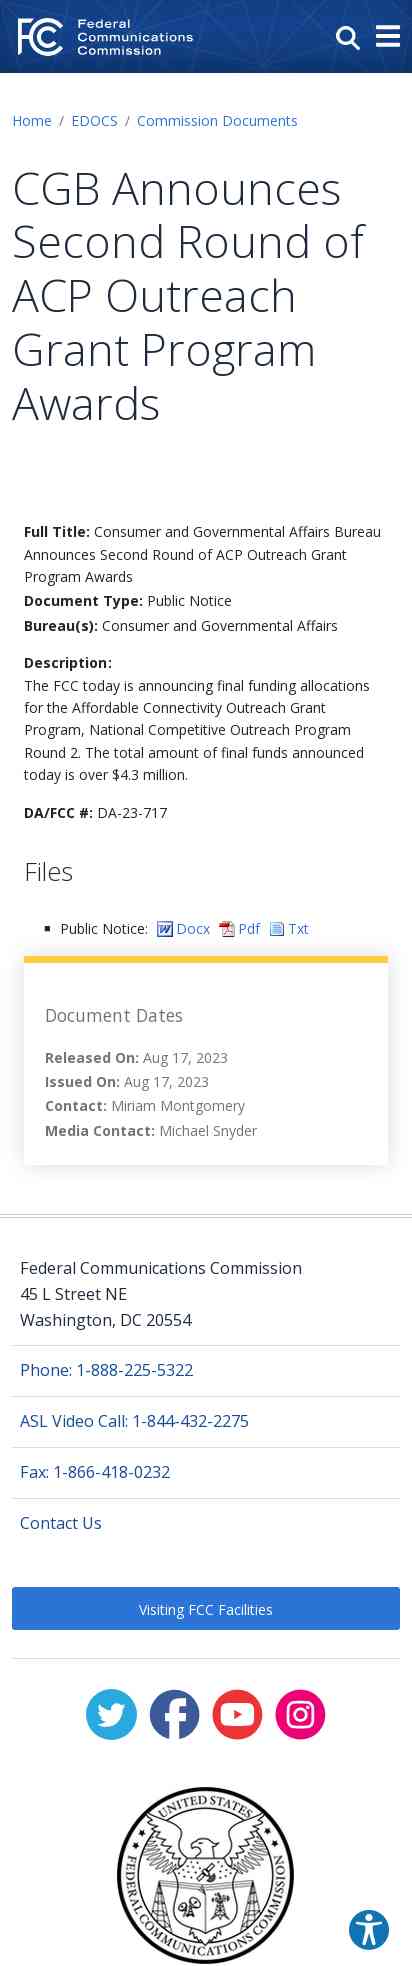 Federal
Communications
Commission
Home / EDOCS / Commission Documents
CGB Announces
Second Round of
ACP Outreach
Grant Program
Awards
Full Title: Consumer and Governmental Affairs Bureau
Announces Second Round of ACP Outreach Grant
Program Awards
Document Type: Public Notice
Bureau(s): Consumer and Governmental Affairs
Description:
The FCC today is announcing final funding allocations
for the Affordable Connectivity Outreach Grant
Program, National Competitive Outreach Program
Round 2. The total amount of final funds announced
today is over $4.3 million.
DA/FCC #: DA-23-717
Files
Public Notice: Docx Pdf Txt
Document Dates
Released On: Aug 17, 2023
Issued On: Aug 17, 2023
Contact: Miriam Montgomery
Media Contact: Michael Snyder
Federal Communications Commission
45 L Street NE
Washington, DC 20554
Phone: 1-888-225-5322
ASL Video Call: 1-844-432-2275
Fax: 1-866-418-0232
Contact Us
Visiting FCC Facilities
UNITED STATES
FEDERAL COMMUNICATIONS COMMISSION